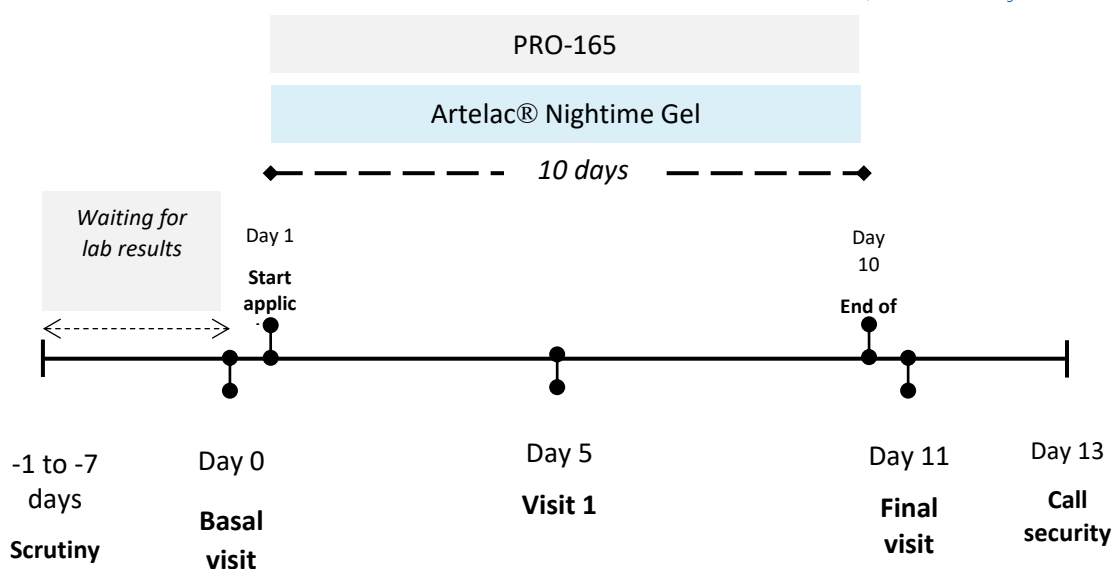 PRO-165
Artelac® Nightime Gel
10 days
Waiting for
lab results
Day 1
Start
applic
Day
10
End of
-1 to -7
days
Scrutiny
Day 0
Basal
visit
Day 5
Visit 1
Day 11
Final
visit
Day 13
Call
security